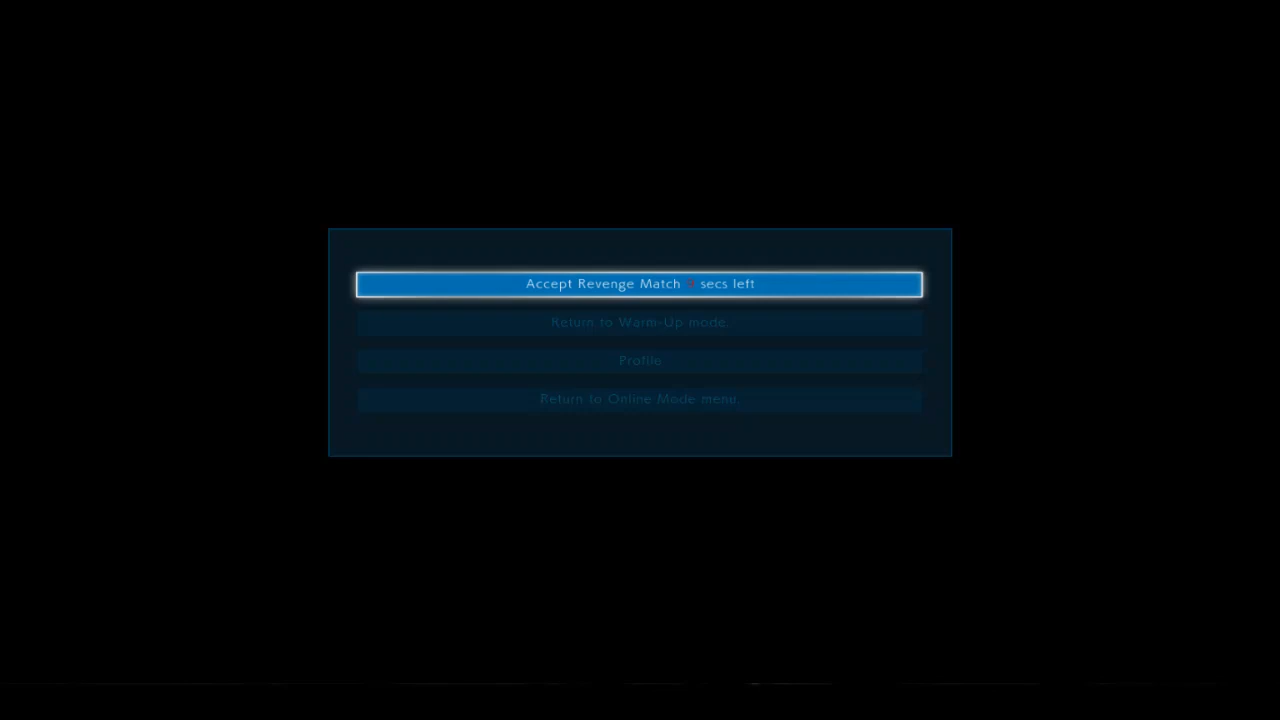 Accept Revenge Match secs left
Return to Warm-Up mode.
Profile
Return to Online Mode menu.